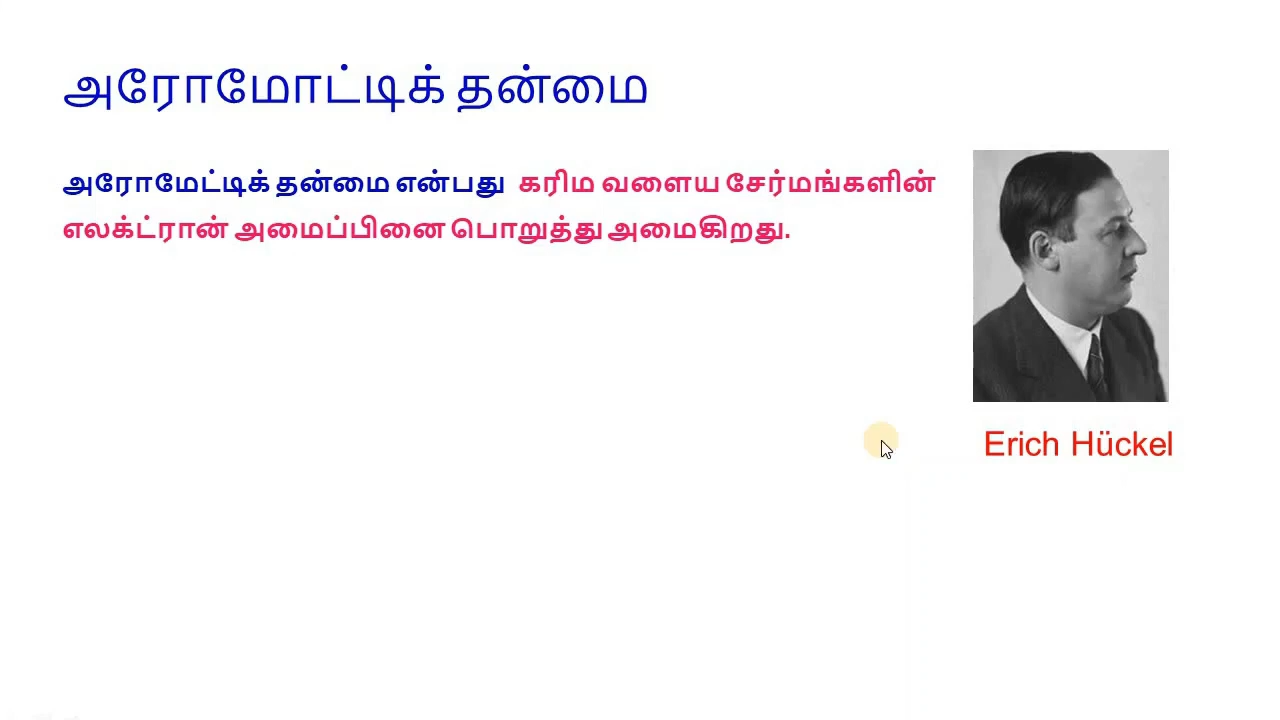 அரோமோட்டிக் தன்மை
அரோமேட்டிக் தன்மை என்பது கரிம வளைய சேர்மங்களின்
எலக்ட்ரான் அமைப்பினை பொறுத்து அமைகிறது.
Erich Hückel